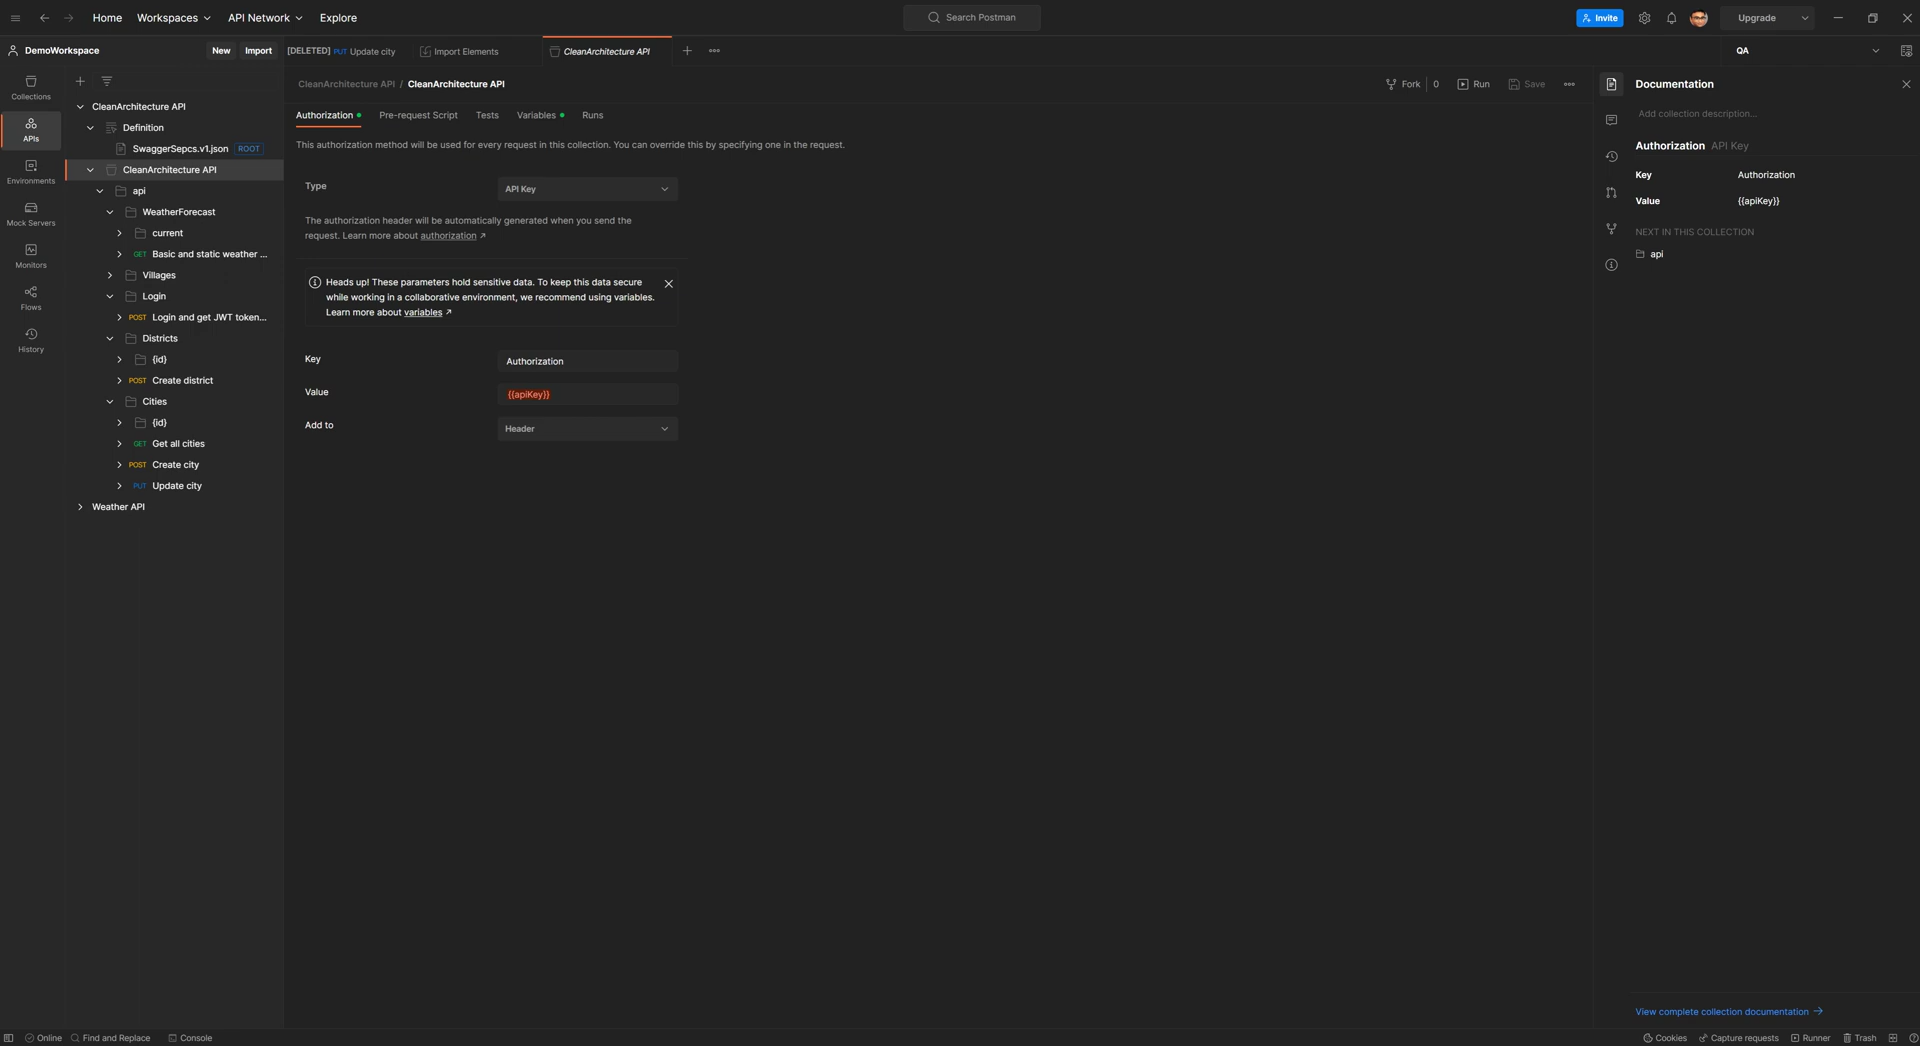 Home Workspaces API Network Explore
Search Postman
Invite
Upgrade
DemoWorkspace
New Import
[DELETED] PUT Update city
Import Elements
CleanArchitecture API
QA
Collections
APIs
Environments
Mock Servers
Monitors
Flows
History
CleanArchitecture API
Definition
SwaggerSepcs.v1.json ROOT
CleanArchitecture API
api
WeatherForecast
current
GET Basic and static weather ...
Villages
Login
POST Login and get JWT token...
Districts
{id}
POST Create district
Cities
{id}
GET Get all cities
POST Create city
PUT Update city
Weather API
CleanArchitecture API / CleanArchitecture API
Fork 0 Run Save
Authorization Pre-request Script Tests Variables Runs
This authorization method will be used for every request in this collection. You can override this by specifying one in the request.
Type API Key
The authorization header will be automatically generated when you send the
request. Learn more about authorization ↗
Heads up! These parameters hold sensitive data. To keep this data secure
while working in a collaborative environment, we recommend using variables.
Learn more about variables ↗
Key Authorization
Value {{apiKey}}
Add to Header
Documentation
Add collection description...
Authorization API Key
Key Authorization
Value {{apiKey}}
NEXT IN THIS COLLECTION
api
View complete collection documentation →
Online Find and Replace Console
Cookies Capture requests Runner Trash